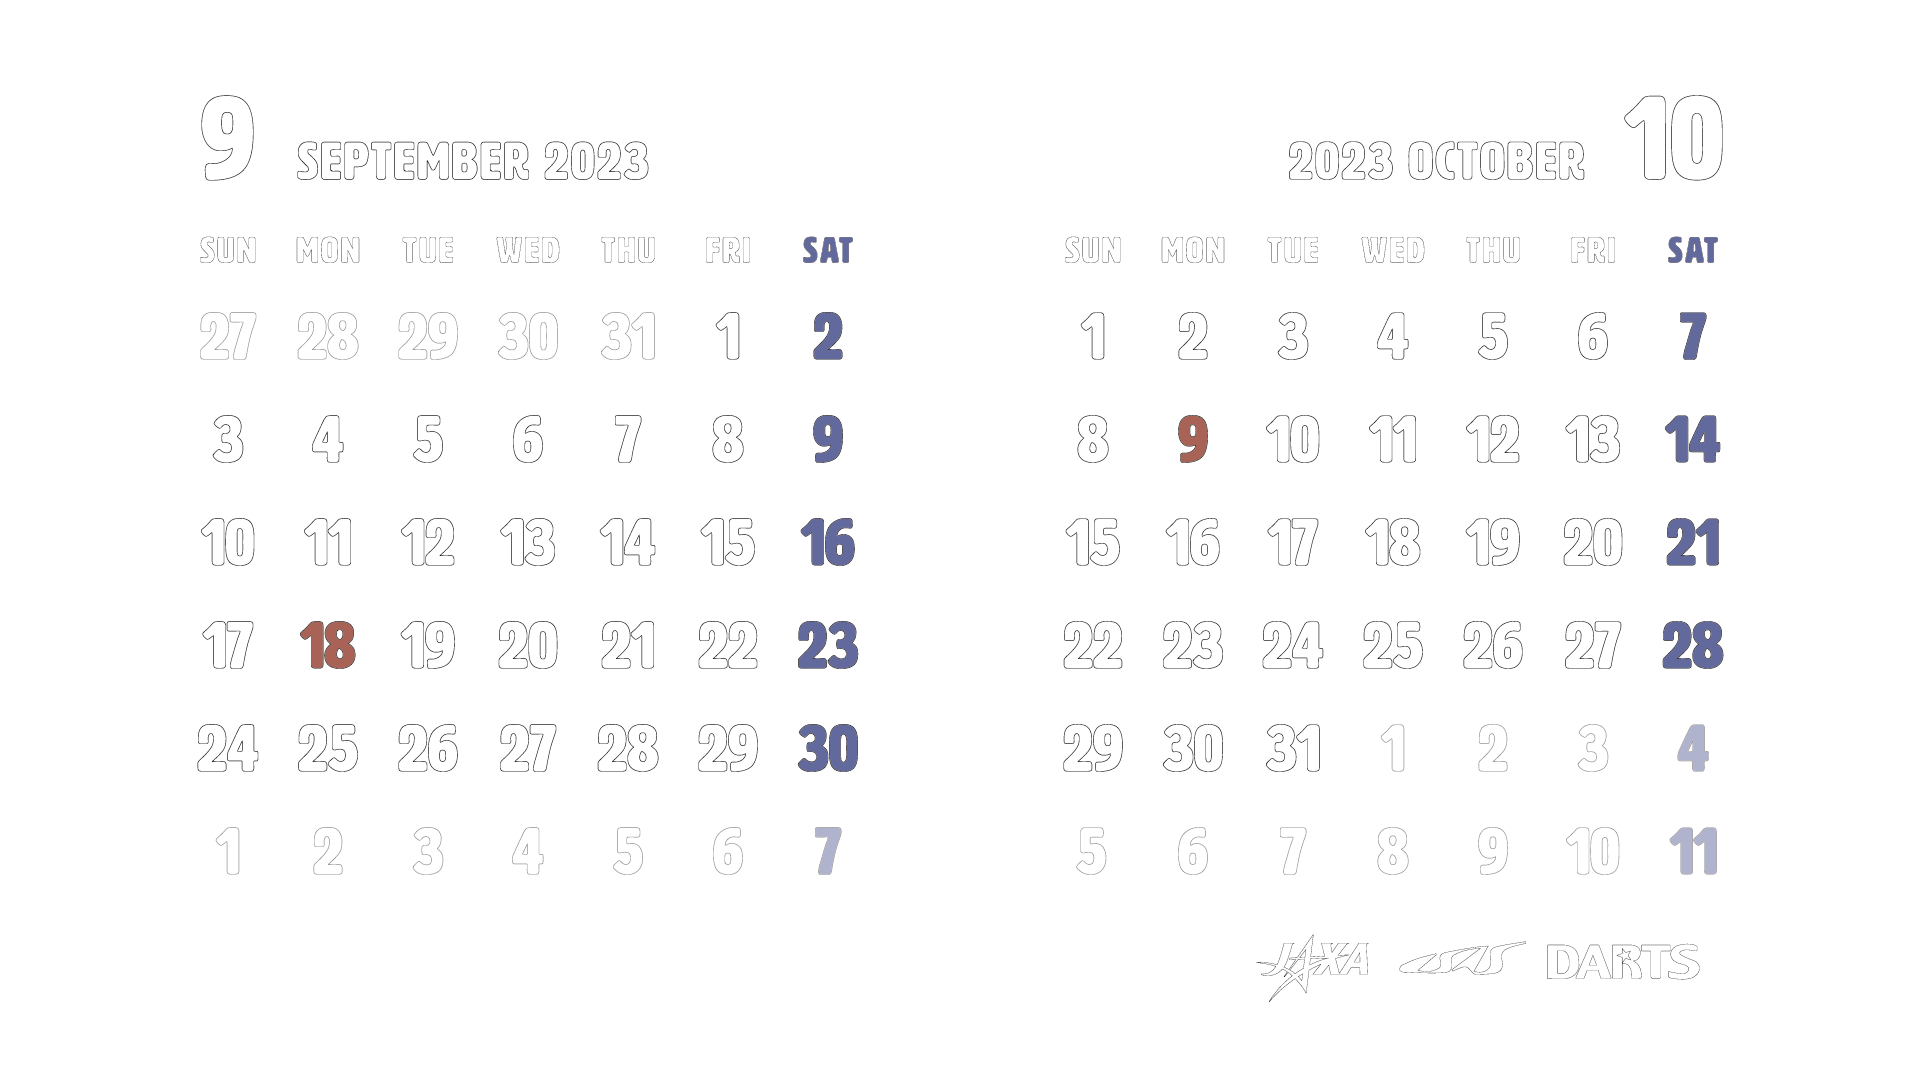 9 SEPTEMBER 2023
SUN MON TUE WED THU FRI SAT
27 28 29 30 31 1 2
3 4 5 6 7 8 9
10 11 12 13 14 15 16
17 18 19 20 21 22 23
24 25 26 27 28 29 30
1 2 3 4 5 6 7
2023 OCTOBER 10
SUN MON TUE WED THU FRI SAT
1 2 3 4 5 6 7
8 9 10 11 12 13 14
15 16 17 18 19 20 21
22 23 24 25 26 27 28
29 30 31 1 2 3 4
5 6 7 8 9 10 11
JAXA ISAS DARTS